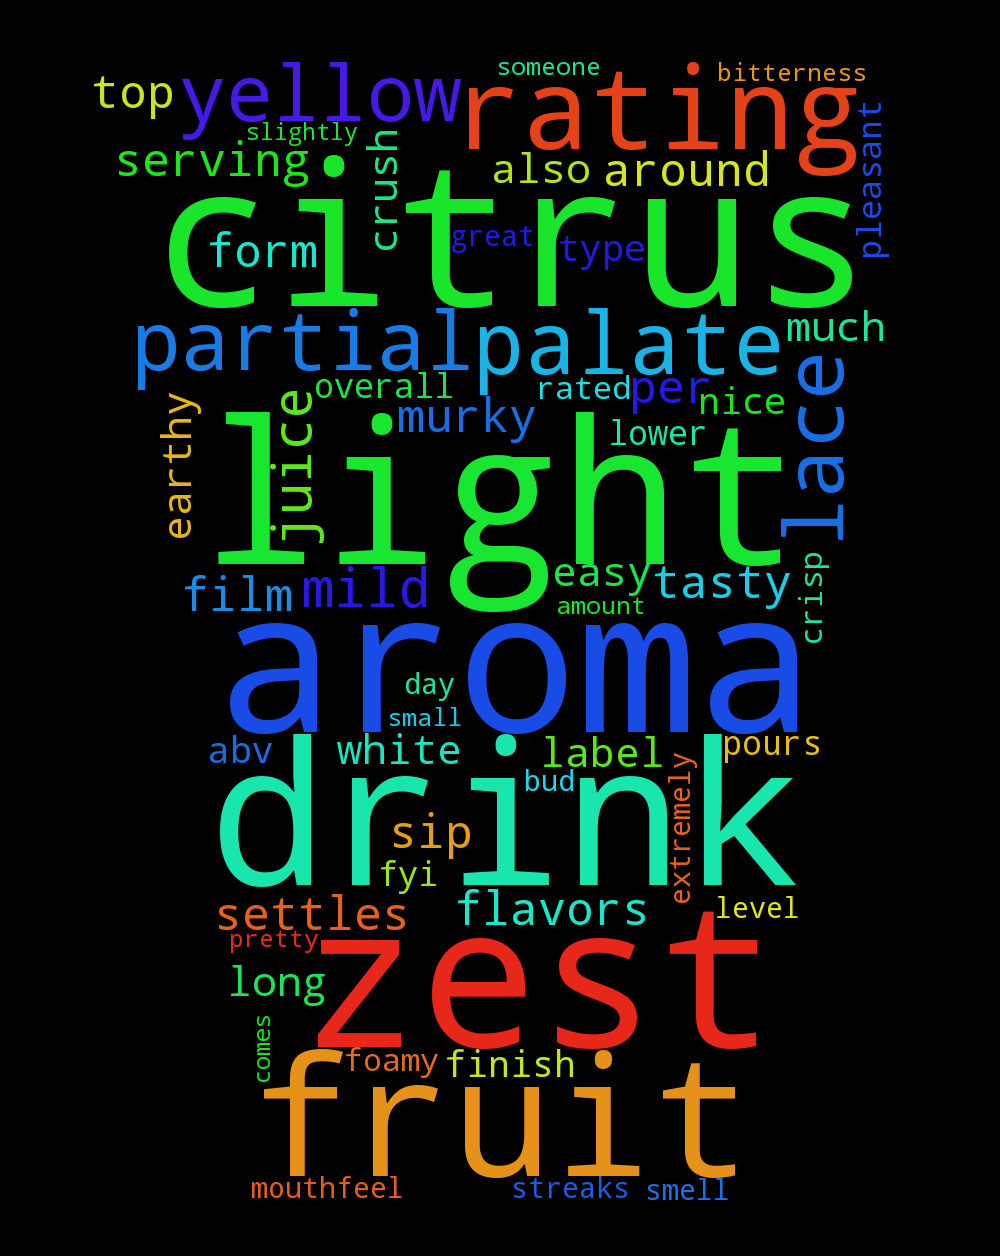 someone
bitterness
top
yellow
rating
slightly
serving
crush
also
around
pleasant
citrus
form
great
type
partial
palate
much
overall
rated
per
nice
lace
earthy
juice
murky
lower
light
film
mild
easy
tasty
crisp
amount
aroma
day
small
abv
white
label
pours
bud
extremely
drink
sip
fyi
settles
flavors
level
pretty
zest
long
comes
foamy
finish
fruit
mouthfeel
streaks
smell